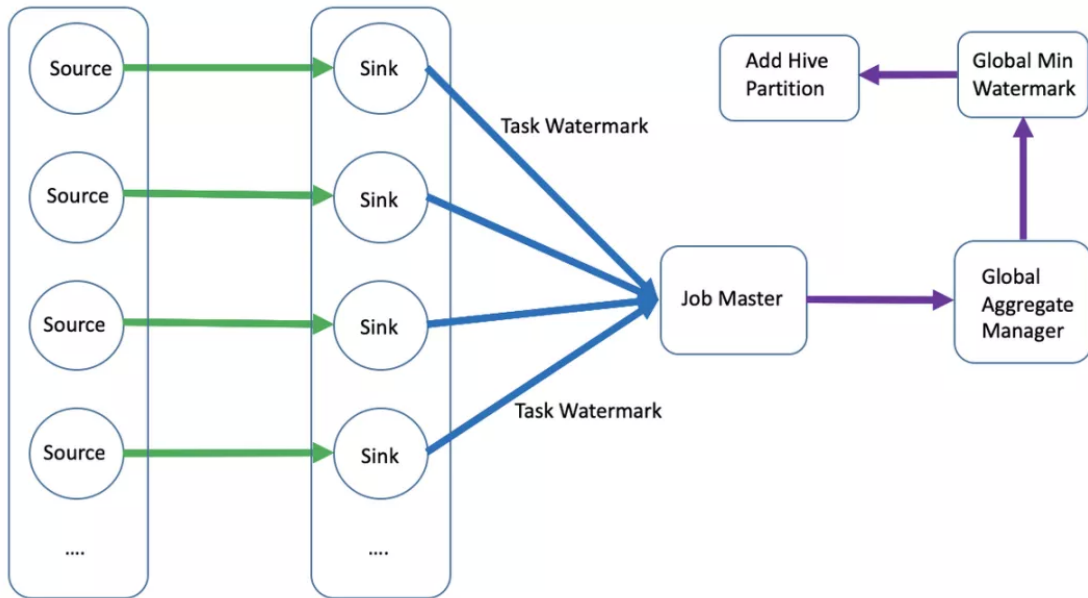 Source
Sink
Source
Sink
Source
Sink
Source
Sink
....
....
Task Watermark
Task Watermark
Job Master
Global
Aggregate
Manager
Global Min
Watermark
Add Hive
Partition